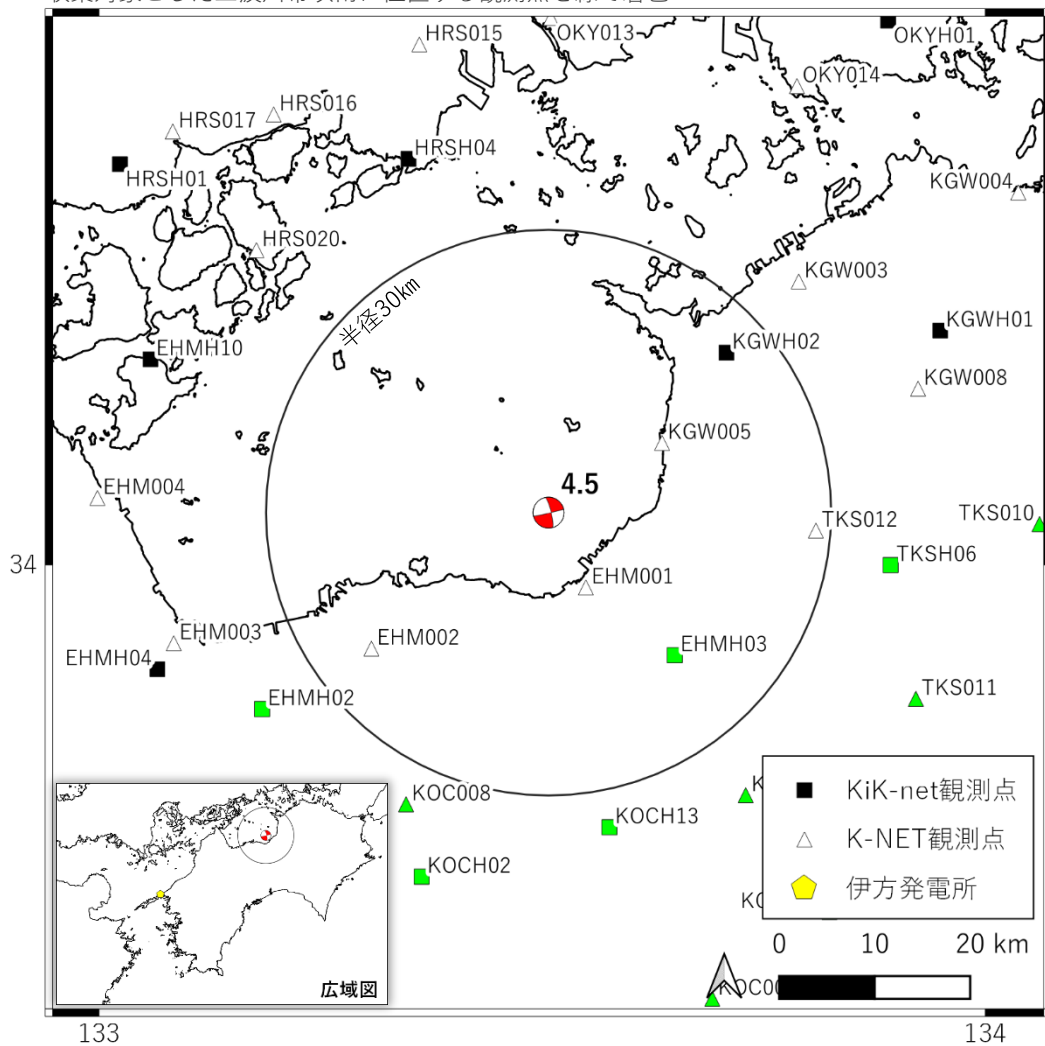 OKY013
HRS015
OKYH01
OKY014
HRS016
HRS017
HRSH04
HRSH01
KGW004
HRS020
KGW003
半径30km
KGWH01
EHMH10
KGWH02
KGW008
KGW005
4.5
EHM004
TKS010
TKS012
34
TKSH06
EHM001
EHM003
EHM002
EHMH03
EHMH04
TKS011
EHMH02
KOC008
KOCH13
KiK-net観測点
K-NET観測点
KOCH02
伊方発電所
0 10 20 km
広域図
133
134